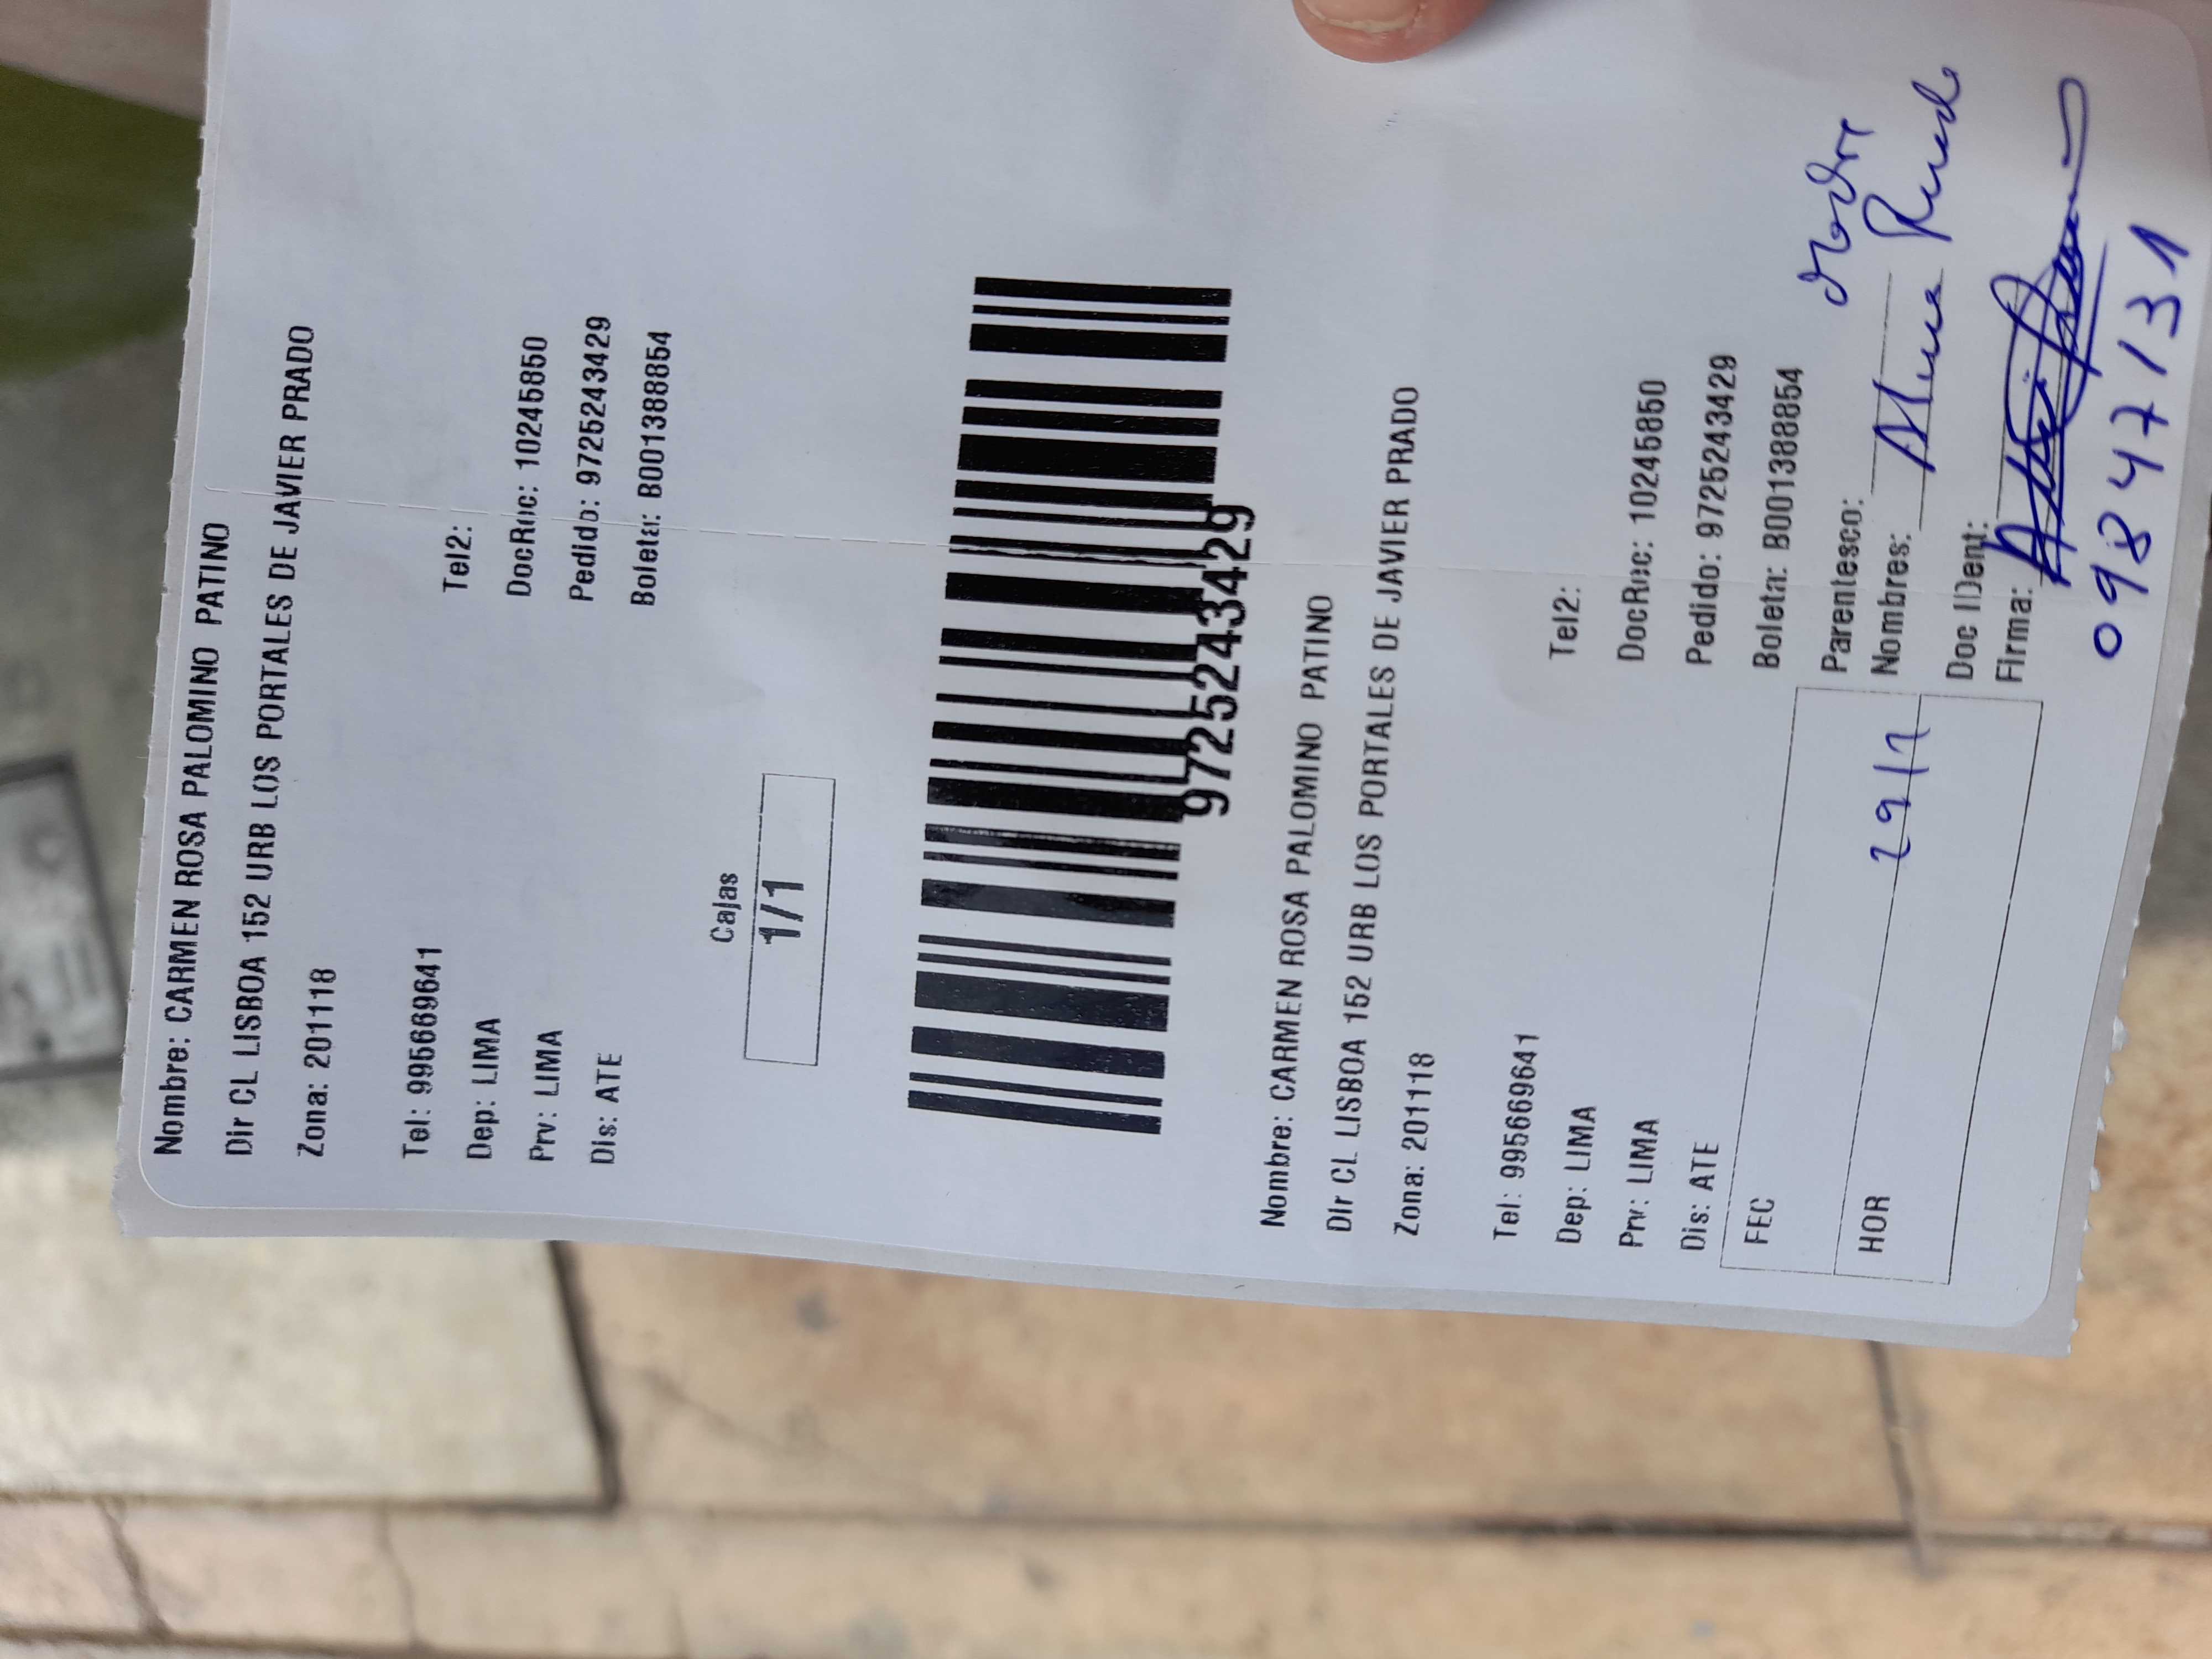 Nombre: CARMEN ROSA PALOMINO PATINO
Dir CL LISBOA 152 URB LOS PORTALES DE JAVIER PRADO
Zona: 201118
Tel: 995669641 Tel2:
Dep: LIMA DocRec: 10245850
Prv: LIMA Pedido: 9725243429
Dis: ATE Boleta: B001388854
Cajas
1/1
9725243429
Nombre: CARMEN ROSA PALOMINO PATINO
Dir CL LISBOA 152 URB LOS PORTALES DE JAVIER PRADO
Zona: 201118
Tel: 995669641 Tel2:
Dep: LIMA DocRec: 10245850
Prv: LIMA Pedido: 9725243429
Dis: ATE Boleta: B001388854
FEC Parentesco:
HOR 29/7 Nombres:
Doc IDent:
Firma:
09847131